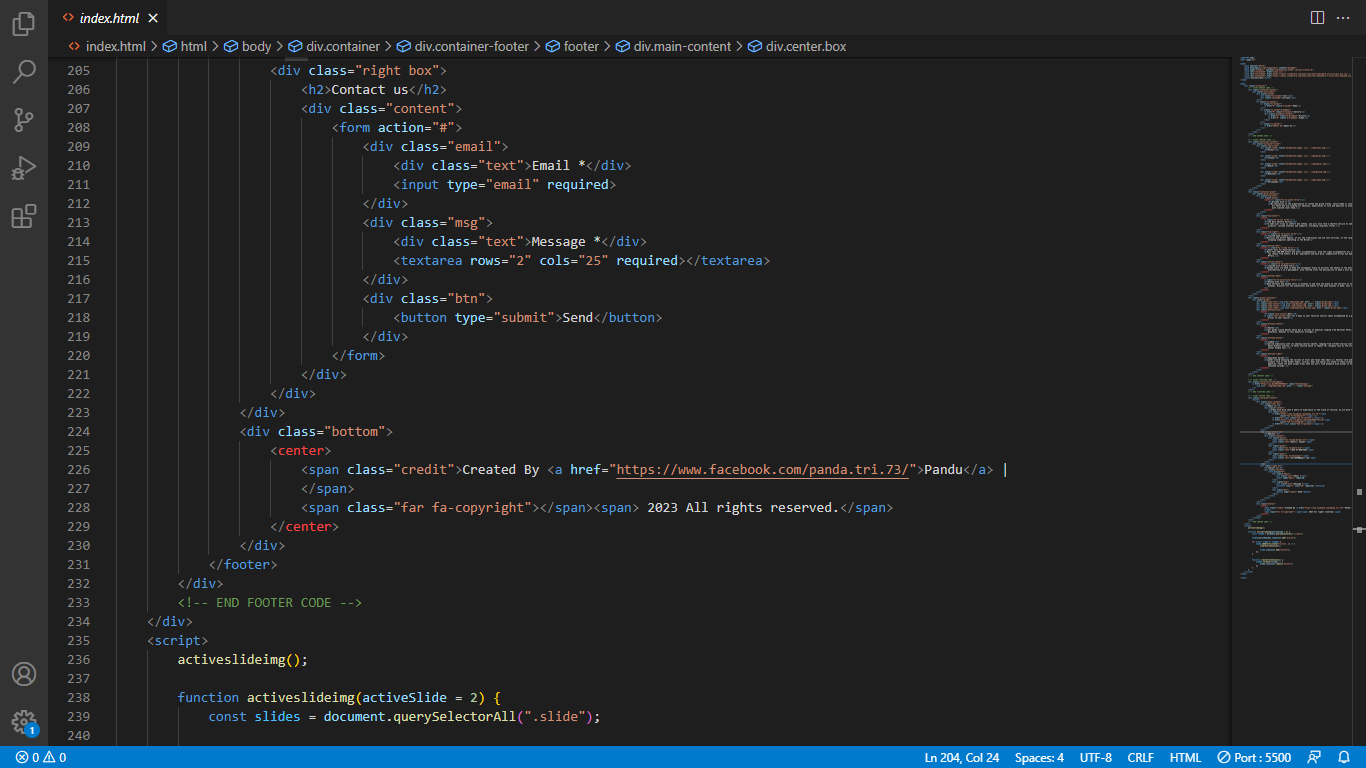 index.html
index.html > html > body > div.container > div.container-footer > footer > div.main-content > div.center.box
205 <div class="right box">
206 <h2>Contact us</h2>
207 <div class="content">
208 <form action="#">
209 <div class="email">
210 <div class="text">Email *</div>
211 <input type="email" required>
212 </div>
213 <div class="msg">
214 <div class="text">Message *</div>
215 <textarea rows="2" cols="25" required></textarea>
216 </div>
217 <div class="btn">
218 <button type="submit">Send</button>
219 </div>
220 </form>
221 </div>
222 </div>
223 </div>
224 <div class="bottom">
225 <center>
226 <span class="credit">Created By <a href="https://www.facebook.com/panda.tri.73/">Pandu</a> |
227 </span>
228 <span class="far fa-copyright"></span><span> 2023 All rights reserved.</span>
229 </center>
230 </div>
231 </footer>
232 </div>
233 <!-- END FOOTER CODE -->
234 </div>
235 <script>
236 activeslideimg();
237
238 function activeslideimg(activeSlide = 2) {
239 const slides = document.querySelectorAll(".slide");
240
1
0 0 Ln 204, Col 24 Spaces: 4 UTF-8 CRLF HTML Port : 5500